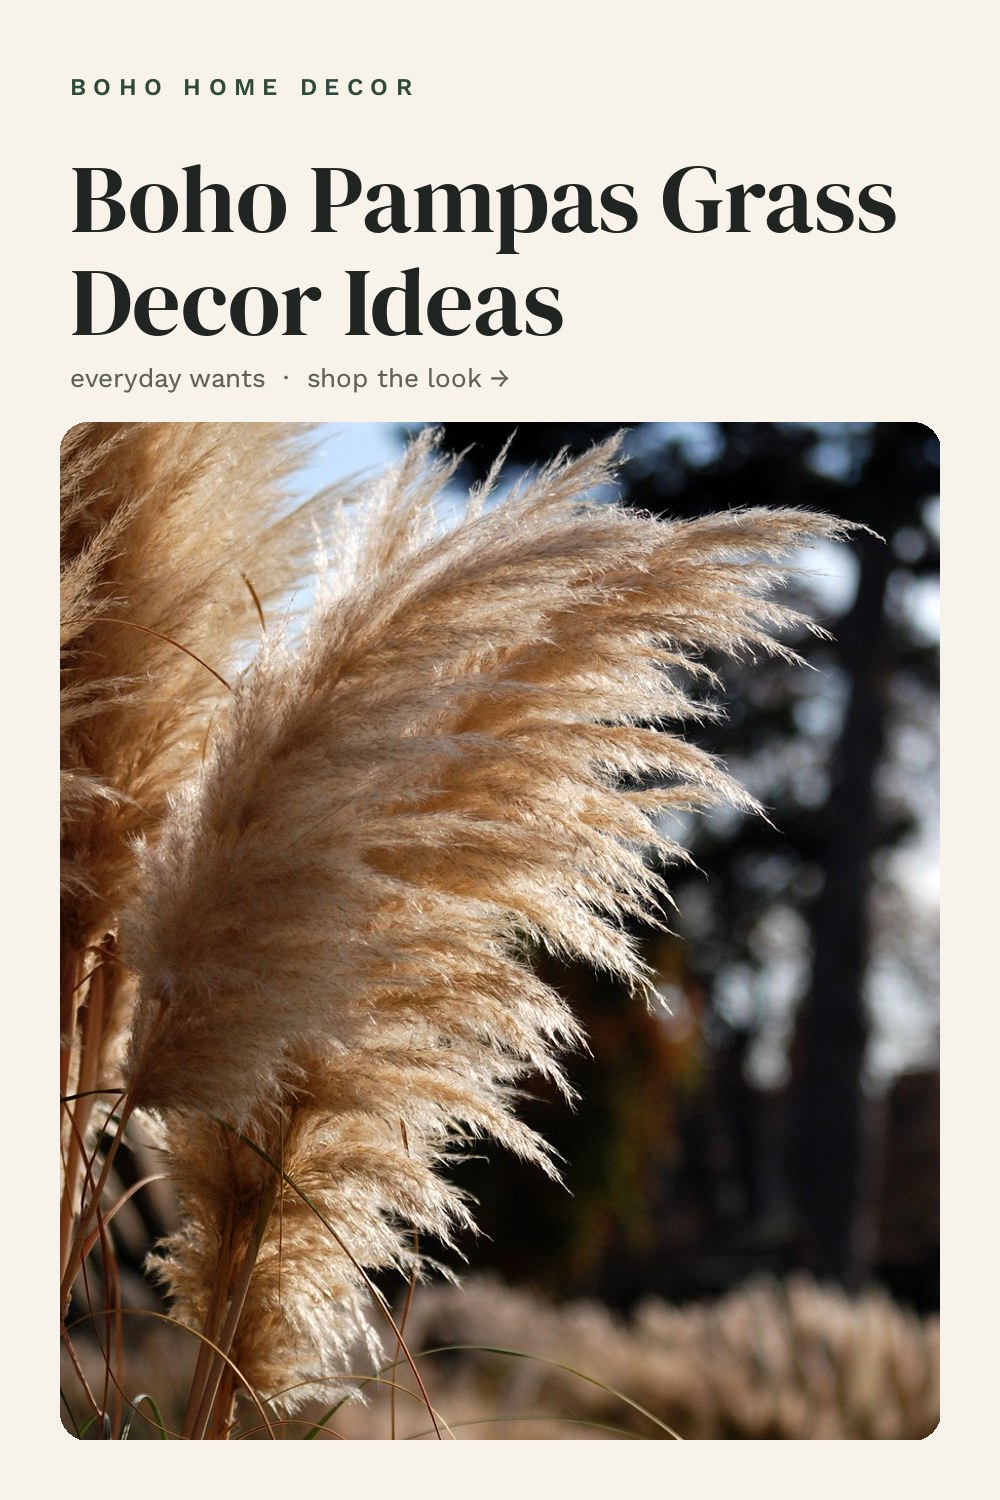 BOHO HOME DECOR
Boho Pampas Grass
Decor Ideas
everyday wants · shop the look →